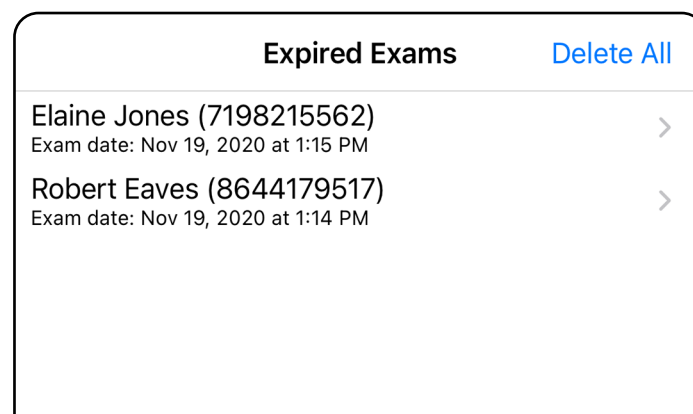 Expired Exams
Delete All
Elaine Jones (7198215562)
Exam date: Nov 19, 2020 at 1:15 PM
Robert Eaves (8644179517)
Exam date: Nov 19, 2020 at 1:14 PM